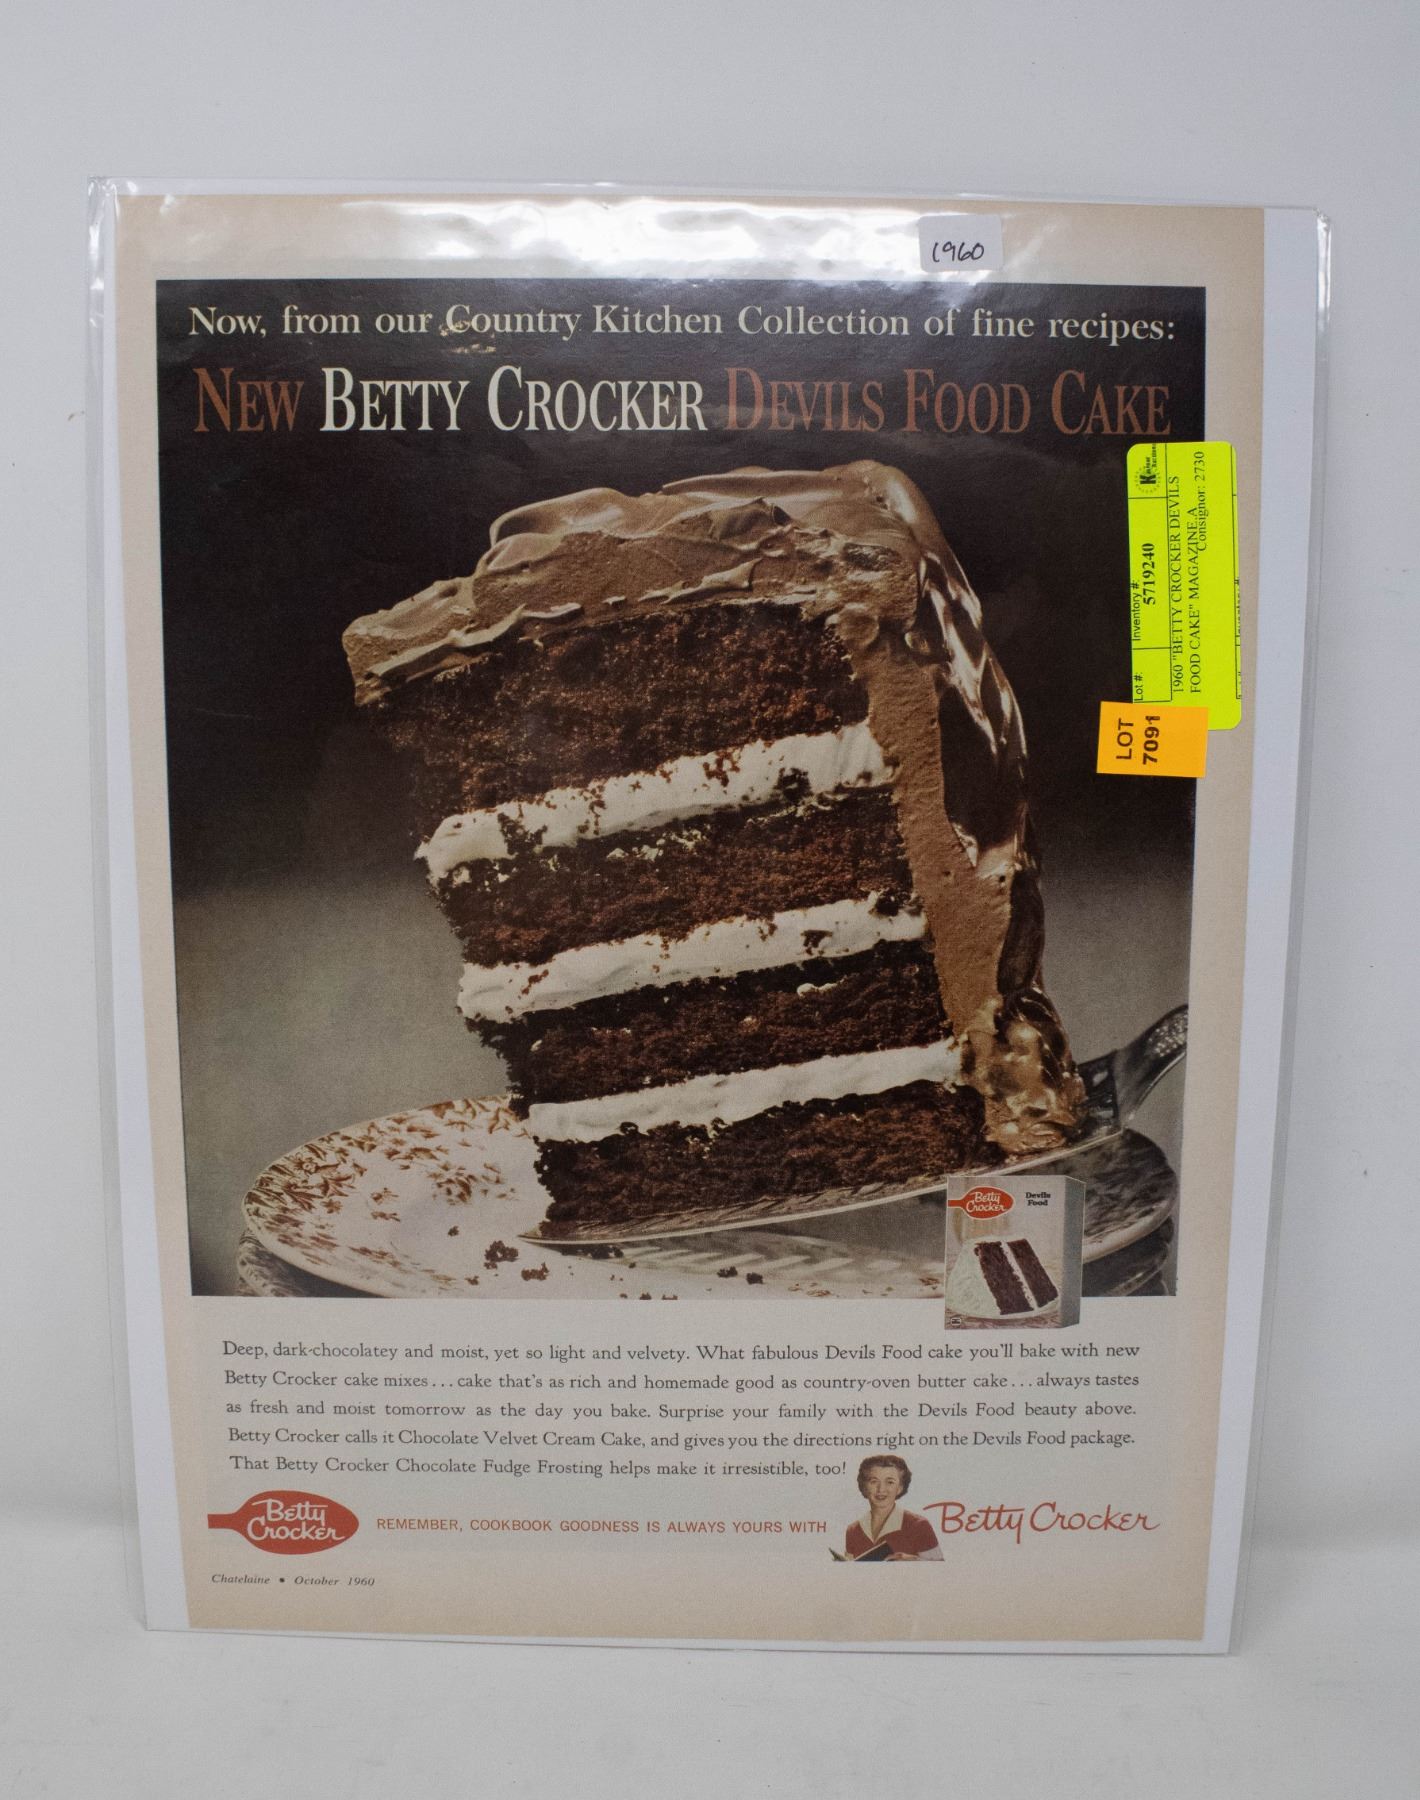 1960
Now, from our Country Kitchen Collection of fine recipes:
NEW BETTY CROCKER DEVILS FOOD CAKE
Lot #:
Inventory #:
5719240
1960 "BETTY CROCKER DEVILS
FOOD CAKE" MAGAZINE A
Consignor: 2730
LOT
7091
Betty
Crocker
Devils
Food
Deep, dark-chocolatey and moist, yet so light and velvety. What fabulous Devils Food cake you'll bake with new
Betty Crocker cake mixes...cake that's as rich and homemade good as country-oven butter cake...always tastes
as fresh and moist tomorrow as the day you bake. Surprise your family with the Devils Food beauty above.
Betty Crocker calls it Chocolate Velvet Cream Cake, and gives you the directions right on the Devils Food package.
That Betty Crocker Chocolate Fudge Frosting helps make it irresistible, too!
Betty
Crocker
REMEMBER, COOKBOOK GOODNESS IS ALWAYS YOURS WITH
Betty Crocker
Chatelaine • October 1960